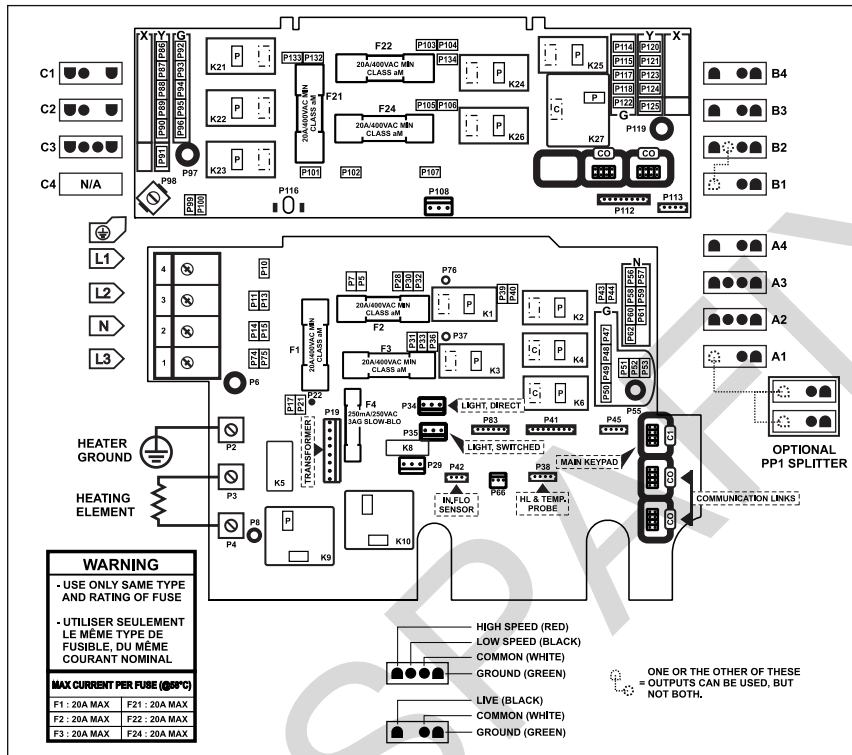 X Y G
P86
P87
P88
P89
P90
P91
P92
P93
P94
P95
P96
P97
P98
P99
P100
K21
K22
K23
P133 P132
F21
20A/400VAC MIN
CLASS aM
F22
20A/400VAC MIN
CLASS aM
P103 P104
P134
F24
20A/400VAC MIN
CLASS aM
P105 P106
P101
P102
P107
P116
P108
P
P
P
K24
P
K26
P
K25
P
K27
C
P
Y X
P114
P115
P117
P118
P122
G
P120
P121
P123
P124
P125
P119
CO
CO
P112
P113
C1
C2
C3
C4 N/A
B4
B3
B2
B1
L1
L2
N
L3
4
3
2
1
P10
P11 P13
P14 P15
P74 P75
P6
P17 P21
P22
F1
20A/400VAC MIN
CLASS aM
P7 P5
P28 P30 P32
P76
F2
20A/400VAC MIN
CLASS aM
P31 P33 P36
P37
F3
20A/400VAC MIN
CLASS aM
F4
250mA/250VAC
3AG SLOW-BLO
P19
TRANSFORMER
K1
P
K3
P
P39
P40
K2
C
K4
C
K6
P43
P44
N
P56
P57
P58
P59
P60
P61
P62
G
P47
P48
P49
P50
P51
P52
P53
P55
P34
LIGHT, DIRECT
P35
LIGHT, SWITCHED
K8
P29
P83
P41
P45
MAIN KEYPAD
P42
IN.FLO
SENSOR
P66
P38
HL & TEMP.
PROBE
C1
CO
CO
COMMUNICATION LINKS
A4
A3
A2
A1
OPTIONAL
PP1 SPLITTER
HEATER
GROUND
P2
HEATING
ELEMENT
P3
P4
P8
K5
P
K9
P
K10
WARNING
- USE ONLY SAME TYPE
AND RATING OF FUSE
- UTILISER SEULEMENT
LE MÊME TYPE DE
FUSIBLE, DU MÊME
COURANT NOMINAL
MAX CURRENT PER FUSE (@58°C)
F1 : 20A MAX F21 : 20A MAX
F2 : 20A MAX F22 : 20A MAX
F3 : 20A MAX F24 : 20A MAX
HIGH SPEED (RED)
LOW SPEED (BLACK)
COMMON (WHITE)
GROUND (GREEN)
LIVE (BLACK)
COMMON (WHITE)
GROUND (GREEN)
ONE OR THE OTHER OF THESE
= OUTPUTS CAN BE USED, BUT
NOT BOTH.
SPAFIX